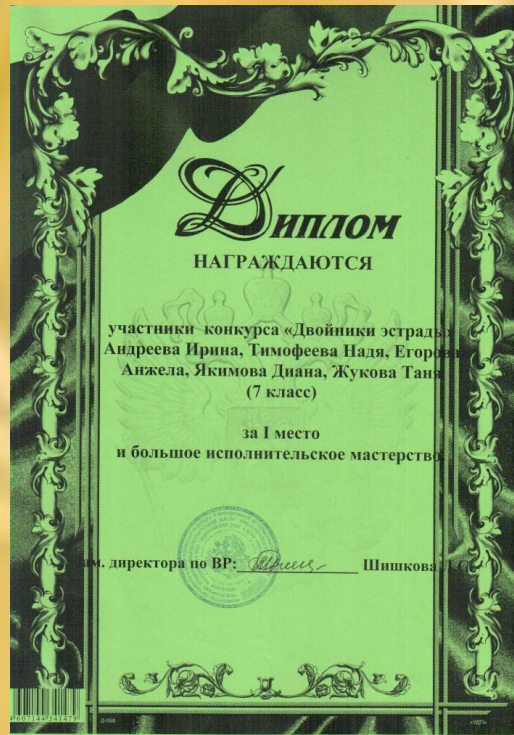 Диплом
НАГРАЖДАЮТСЯ
участники конкурса «Двойники эстрады»
Андреева Ирина, Тимофеева Надя, Егорова
Анжела, Якимова Диана, Жукова Таня
(7 класс)
за I место
и большое исполнительское мастерство
Зам. директора по ВР: Шишкова